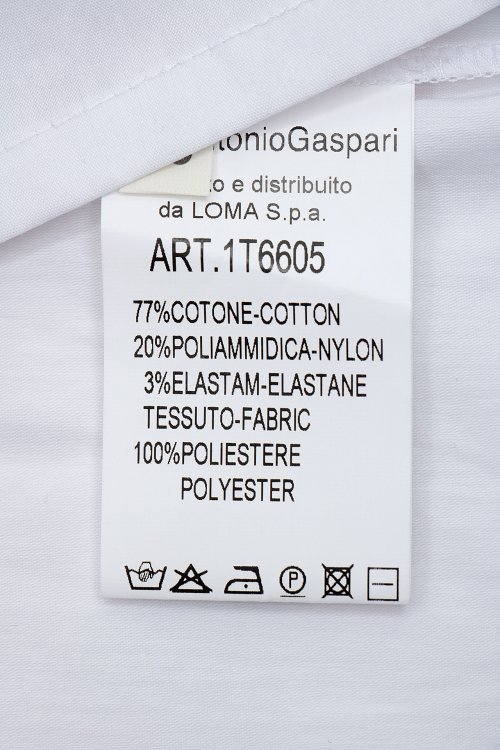 tonioGaspari
e distribuito
da LOMA S.p.a.
ART.1T6605
77%COTONE-COTTON
20%POLIAMMIDICA-NYLON
3%ELASTAM-ELASTANE
TESSUTO-FABRIC
100%POLIESTERE
POLYESTER
P